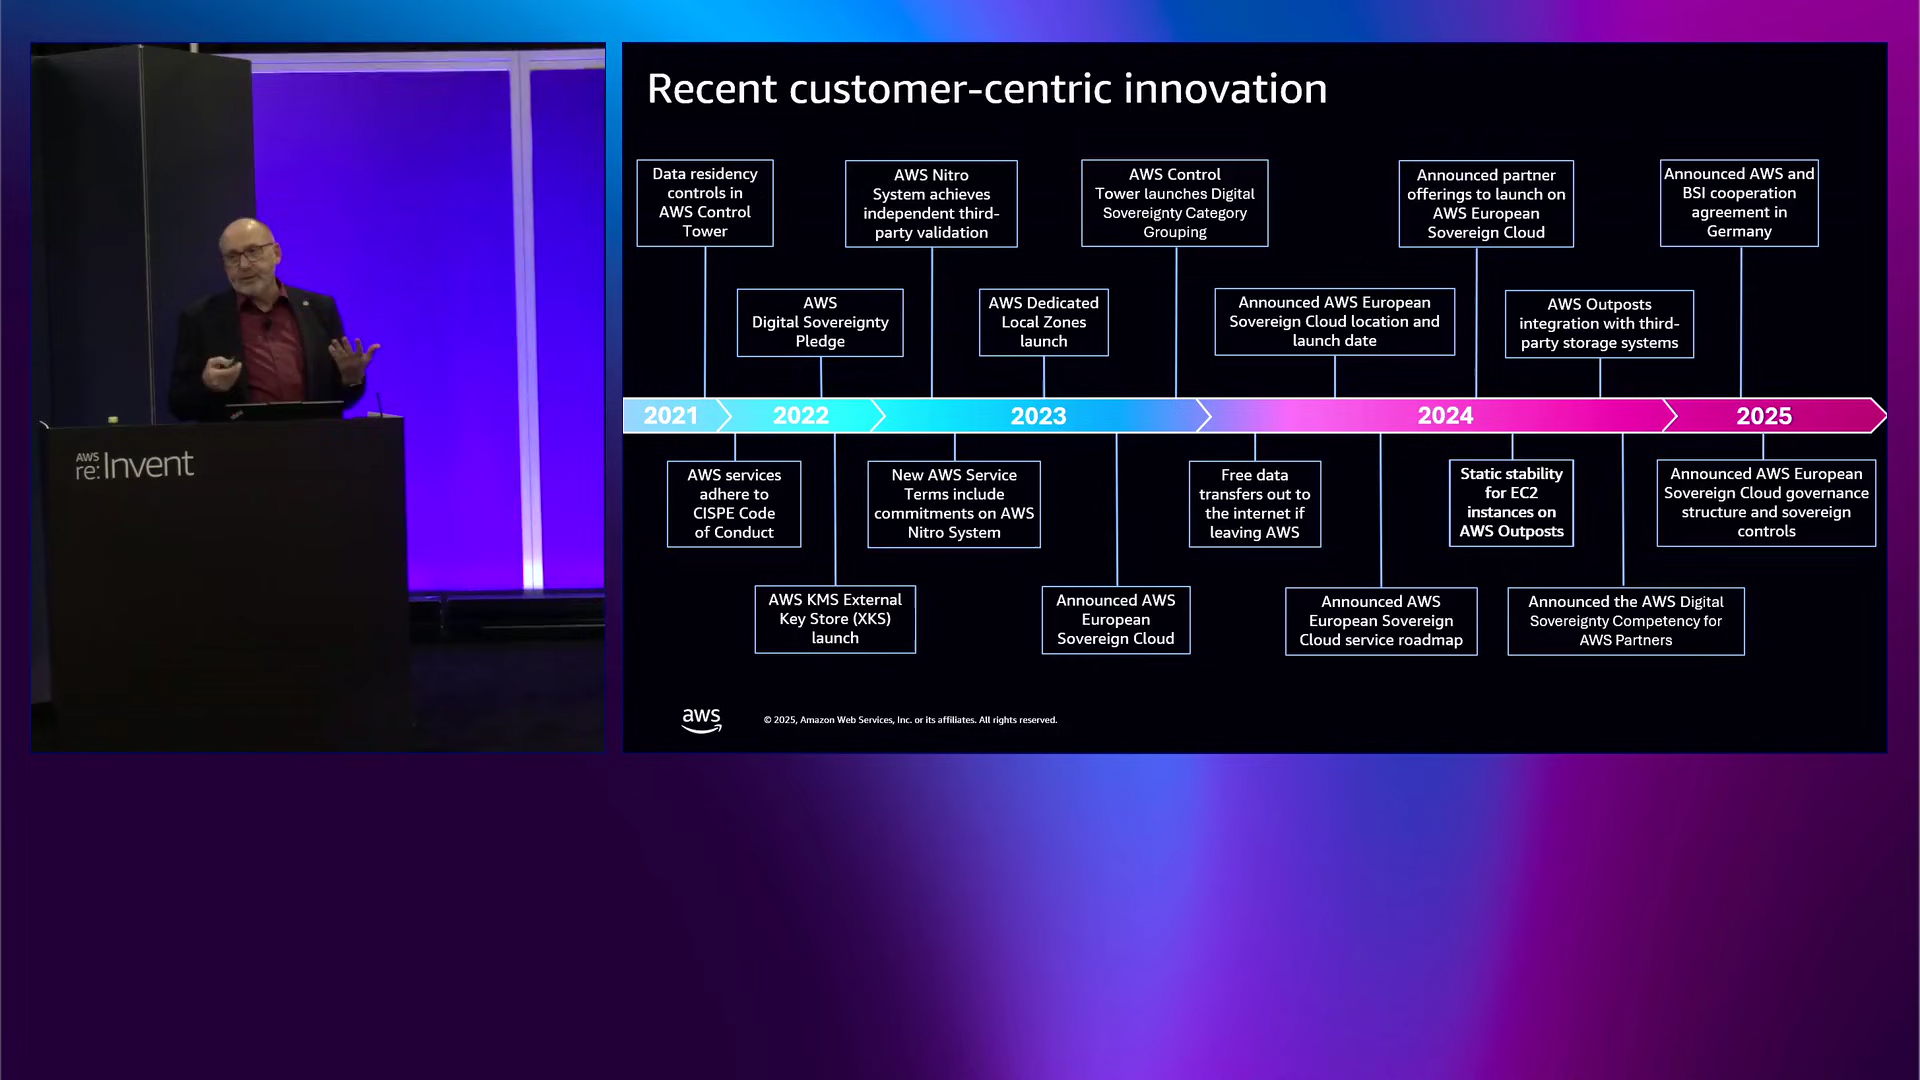 Recent customer-centric innovation
Data residency
controls in
AWS Control
Tower
AWS Nitro
System achieves
independent third-
party validation
AWS Control
Tower launches Digital
Sovereignty Category
Grouping
Announced partner
offerings to launch on
AWS European
Sovereign Cloud
Announced AWS and
BSI cooperation
agreement in
Germany
AWS
Digital Sovereignty
Pledge
AWS Dedicated
Local Zones
launch
Announced AWS European
Sovereign Cloud location and
launch date
AWS Outposts
integration with third-
party storage systems
2021
2022
2023
2024
2025
AWS services
adhere to
CISPE Code
of Conduct
New AWS Service
Terms include
commitments on AWS
Nitro System
Free data
transfers out to
the internet if
leaving AWS
Static stability
for EC2
instances on
AWS Outposts
Announced AWS European
Sovereign Cloud governance
structure and sovereign
controls
AWS KMS External
Key Store (XKS)
launch
Announced AWS
European
Sovereign Cloud
Announced AWS
European Sovereign
Cloud service roadmap
Announced the AWS Digital
Sovereignty Competency for
AWS Partners
aws
© 2025, Amazon Web Services, Inc. or its affiliates. All rights reserved.
AWS
re:Invent